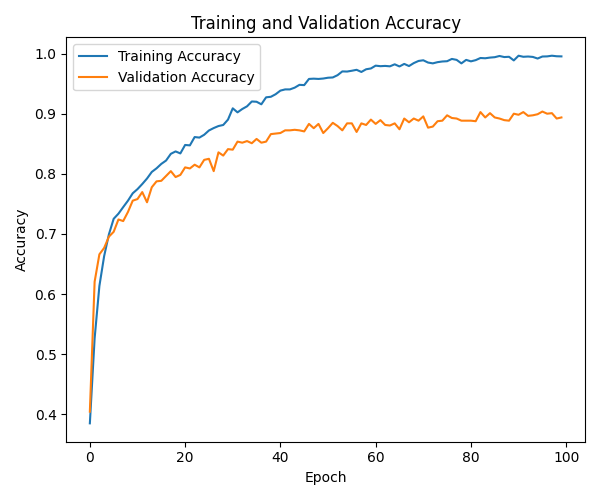 Training and Validation Accuracy
Training Accuracy
Validation Accuracy
1.0
0.9
0.8
0.7
0.6
0.5
0.4
Accuracy
0 20 40 60 80 100
Epoch